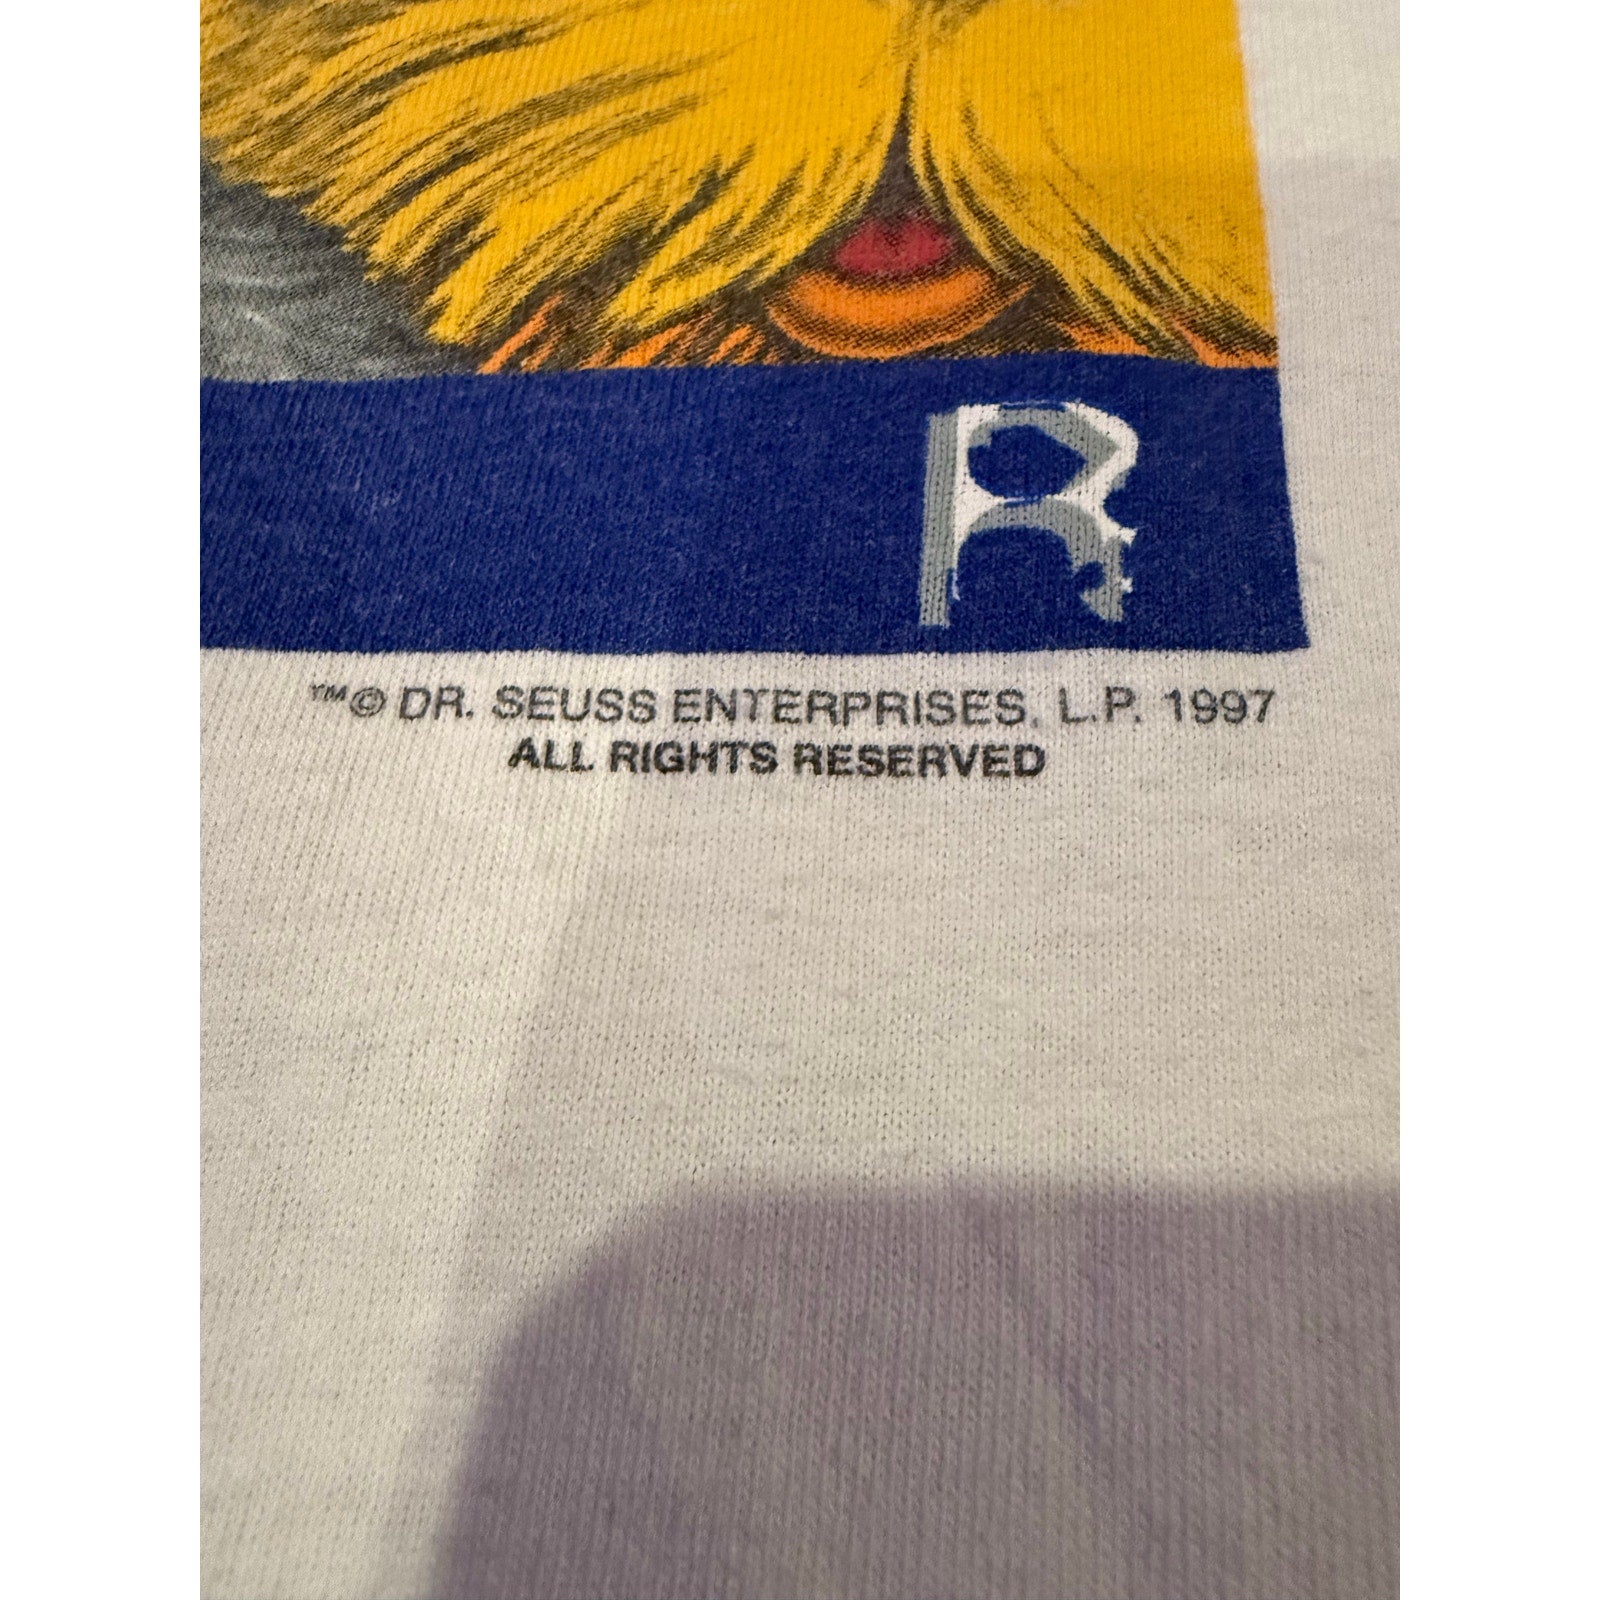 R
™© DR. SEUSS ENTERPRISES, L.P. 1997
ALL RIGHTS RESERVED